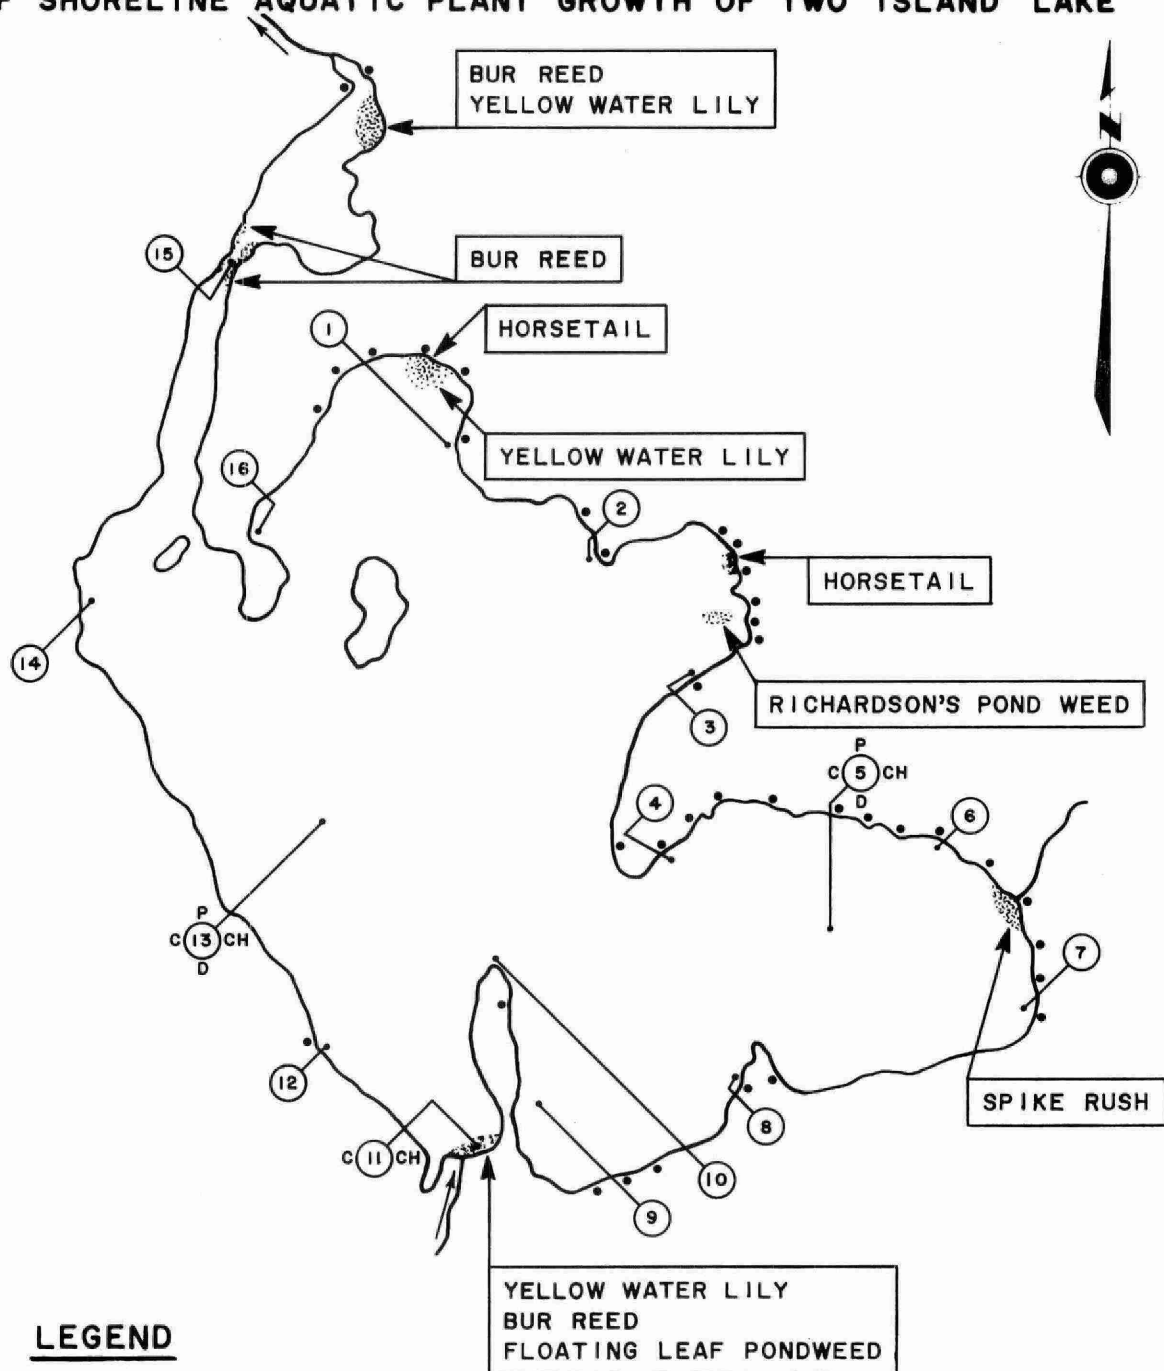 SHORELINE AQUATIC PLANT GROWTH OF TWO ISLAND LAKE
BUR REED
YELLOW WATER LILY
N
15
BUR REED
1
HORSETAIL
YELLOW WATER LILY
16
2
HORSETAIL
14
RICHARDSON'S POND WEED
3
P
C 5 CH
D
4
6
P
C 13 CH
D
7
12
SPIKE RUSH
8
C 11 CH
10
9
YELLOW WATER LILY
BUR REED
FLOATING LEAF PONDWEED
LEGEND